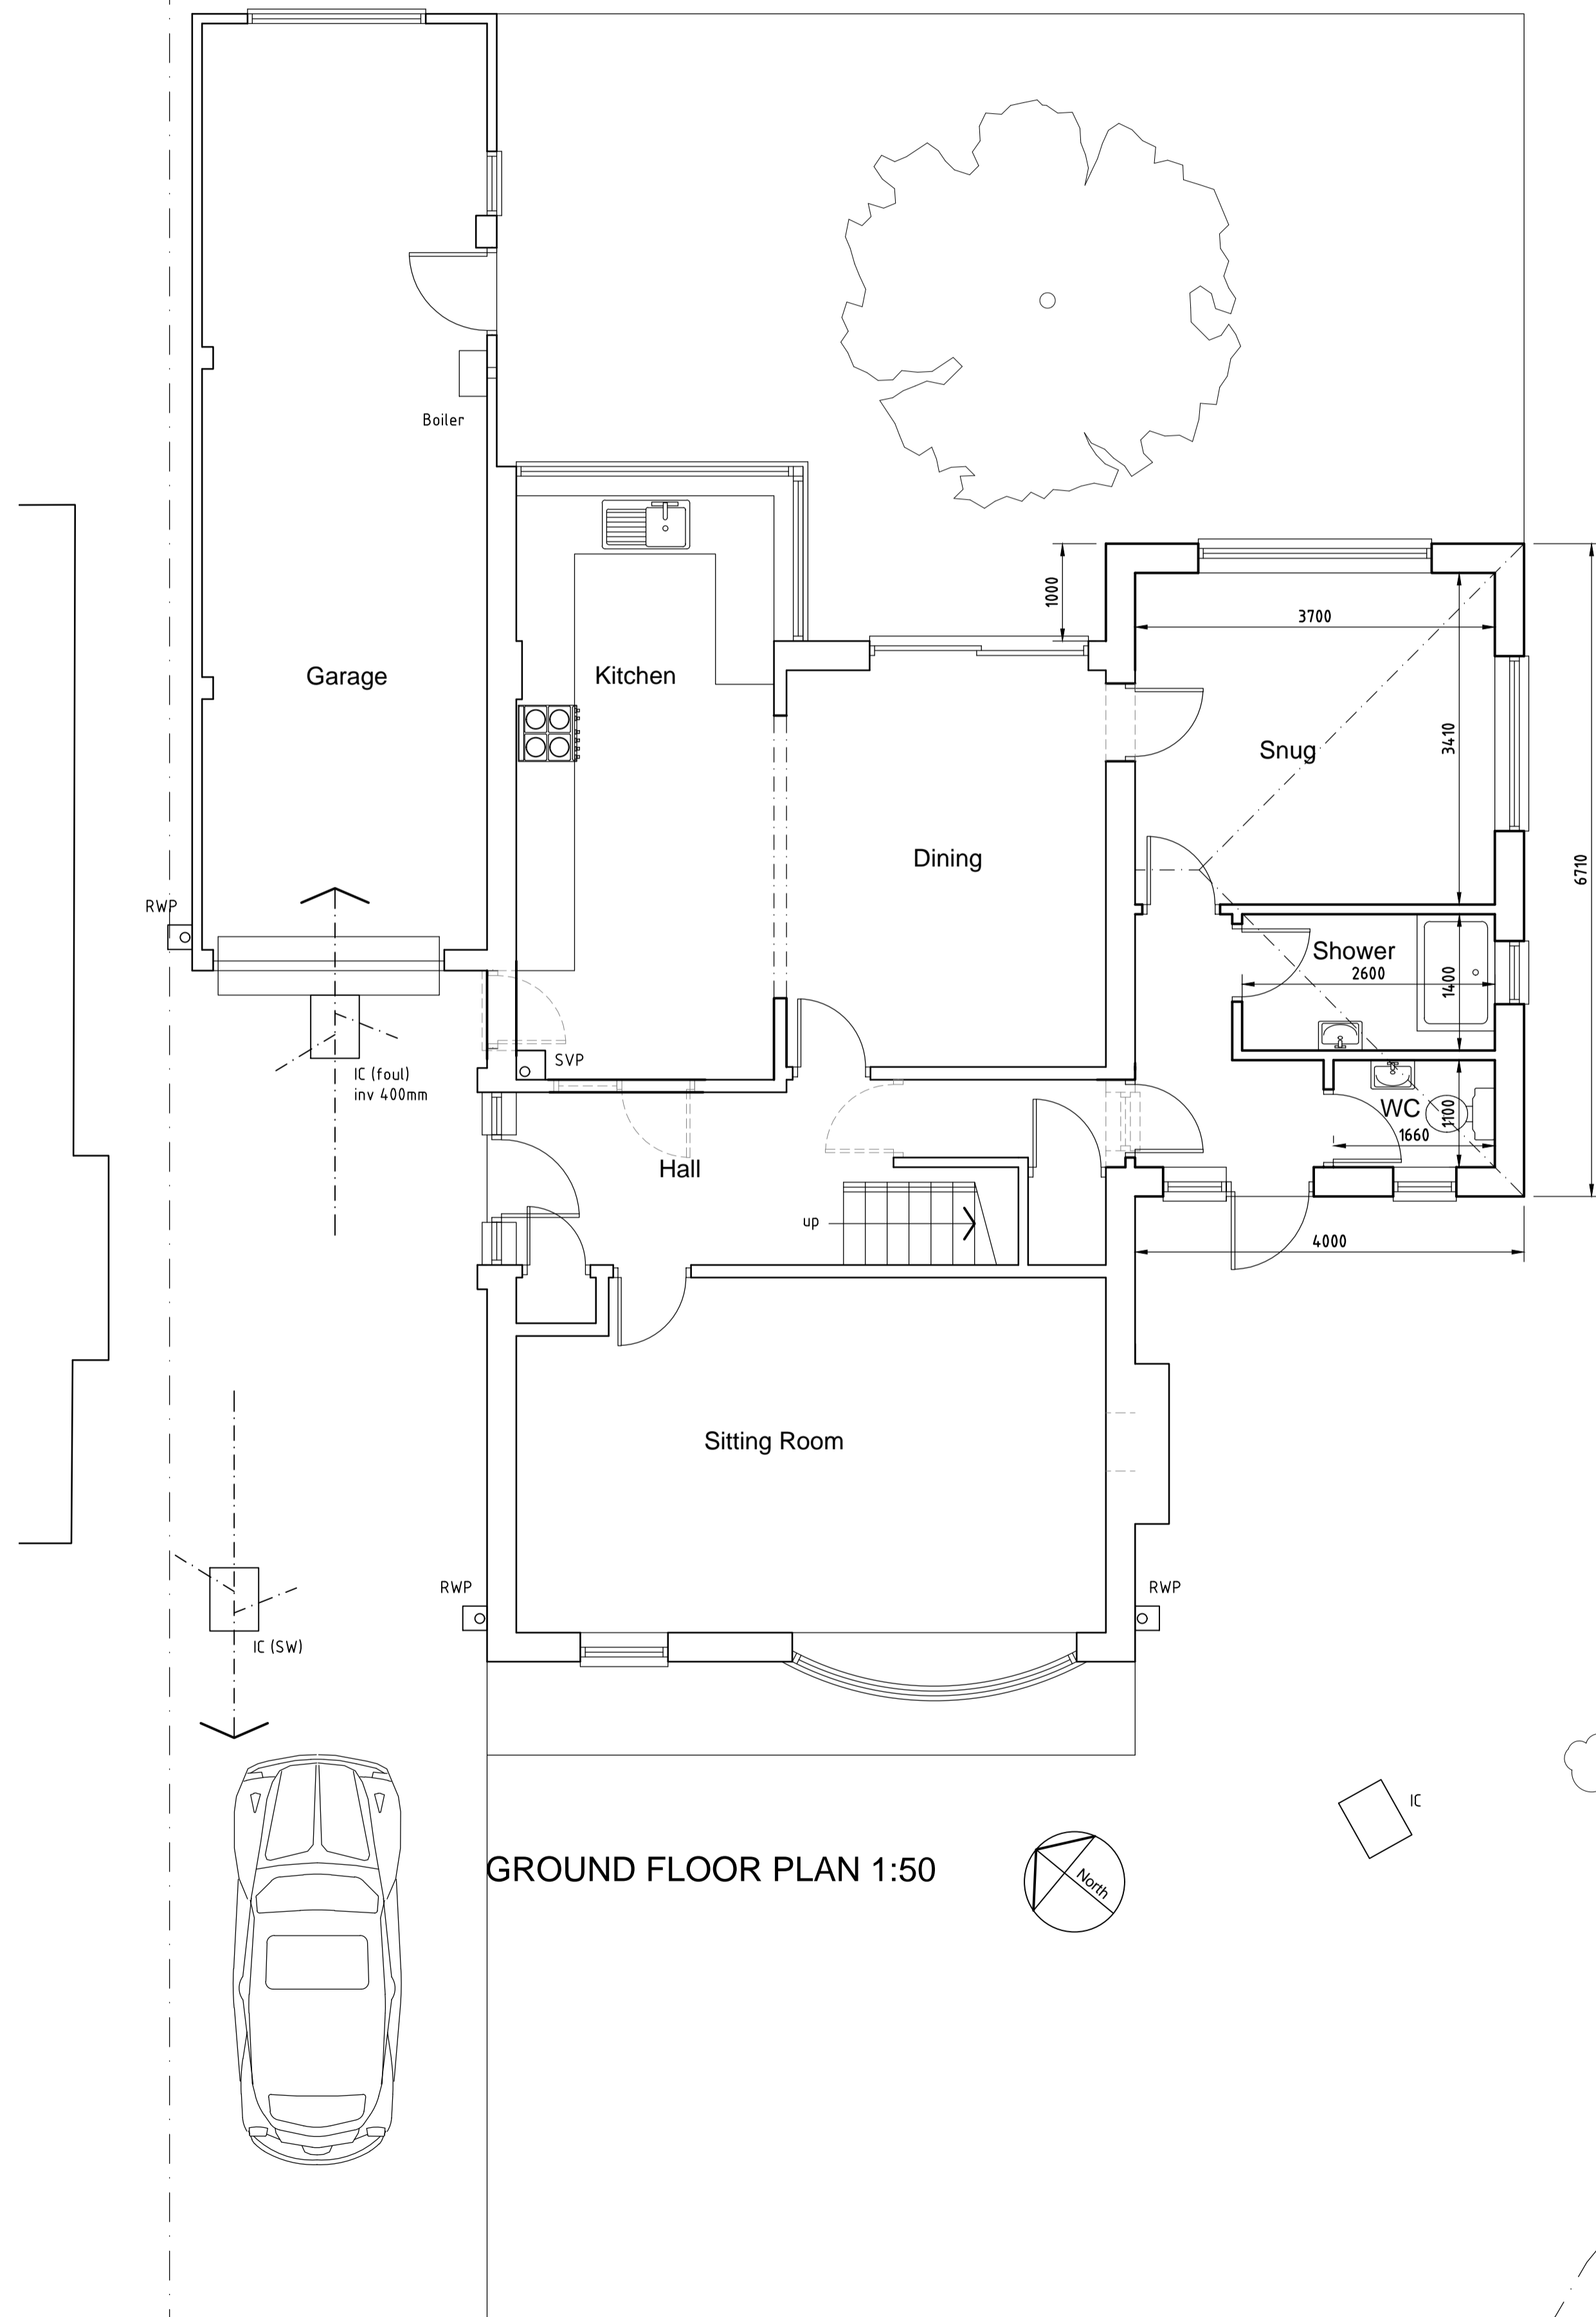 Boiler
1000
3700
Garage
Kitchen
3410
Snug
6710
Dining
RWP
Shower
2600
1400
SVP
IC (foul)
inv 400mm
WC
1100
1660
Hall
up
4000
Sitting Room
RWP
RWP
IC (SW)
IC
GROUND FLOOR PLAN 1:50
North